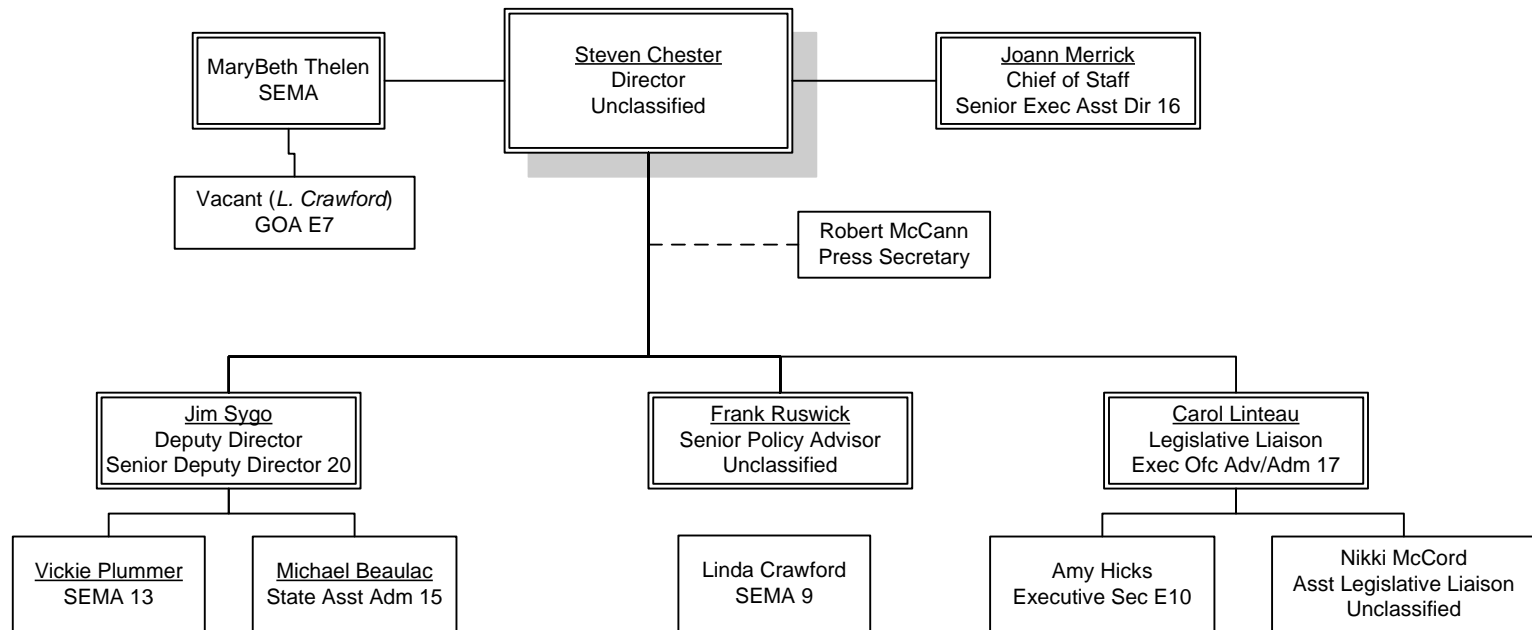 MaryBeth Thelen
SEMA
Steven Chester
Director
Unclassified
Joann Merrick
Chief of Staff
Senior Exec Asst Dir 16
Vacant (L. Crawford)
GOA E7
Robert McCann
Press Secretary
Jim Sygo
Deputy Director
Senior Deputy Director 20
Frank Ruswick
Senior Policy Advisor
Unclassified
Carol Linteau
Legislative Liaison
Exec Ofc Adv/Adm 17
Vickie Plummer
SEMA 13
Michael Beaulac
State Asst Adm 15
Linda Crawford
SEMA 9
Amy Hicks
Executive Sec E10
Nikki McCord
Asst Legislative Liaison
Unclassified